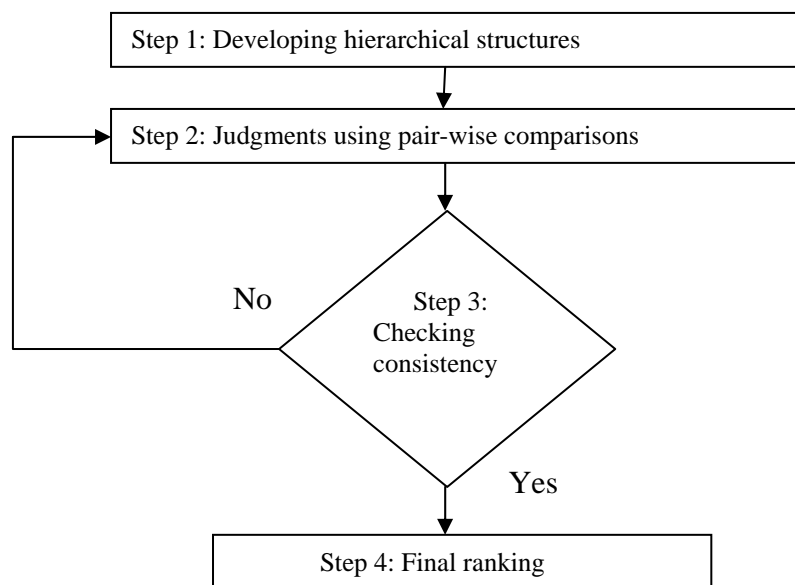 Step 1: Developing hierarchical structures
Step 2: Judgments using pair-wise comparisons
No
Step 3:
Checking
consistency
Yes
Step 4: Final ranking